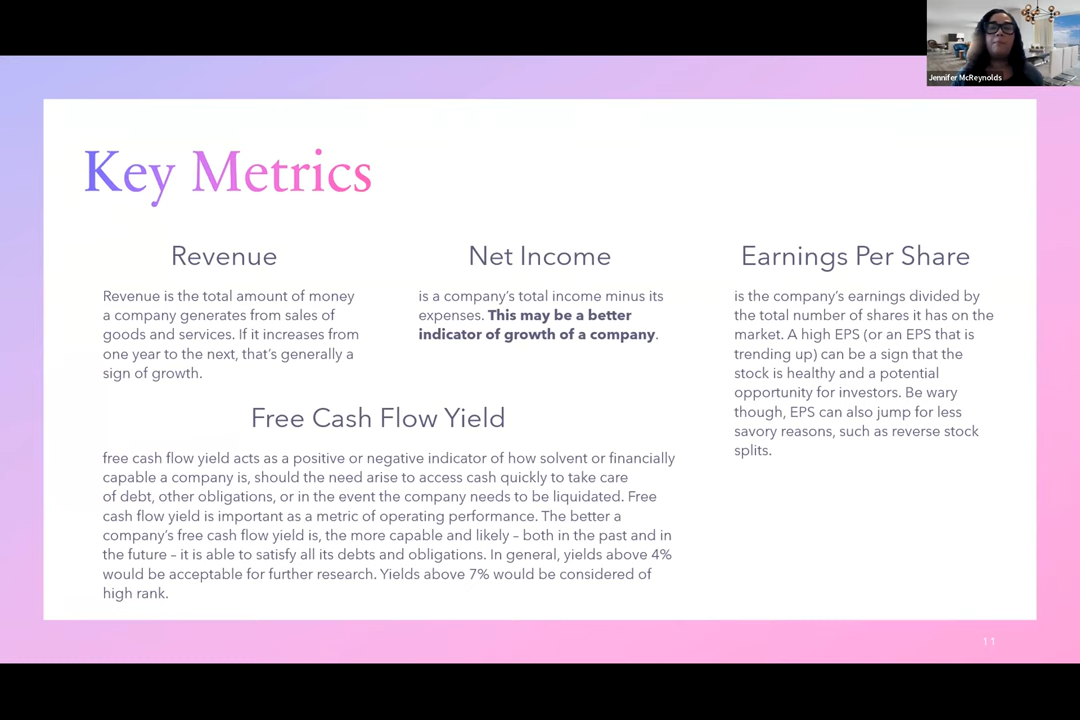 Jennifer McReynolds
Key Metrics
Revenue
Revenue is the total amount of money
a company generates from sales of
goods and services. If it increases from
one year to the next, that's generally a
sign of growth.
Net Income
is a company's total income minus its
expenses. This may be a better
indicator of growth of a company.
Earnings Per Share
is the company's earnings divided by
the total number of shares it has on the
market. A high EPS (or an EPS that is
trending up) can be a sign that the
stock is healthy and a potential
opportunity for investors. Be wary
though, EPS can also jump for less
savory reasons, such as reverse stock
splits.
Free Cash Flow Yield
free cash flow yield acts as a positive or negative indicator of how solvent or financially
capable a company is, should the need arise to access cash quickly to take care
of debt, other obligations, or in the event the company needs to be liquidated. Free
cash flow yield is important as a metric of operating performance. The better a
company's free cash flow yield is, the more capable and likely – both in the past and in
the future – it is able to satisfy all its debts and obligations. In general, yields above 4%
would be acceptable for further research. Yields above 7% would be considered of
high rank.
11